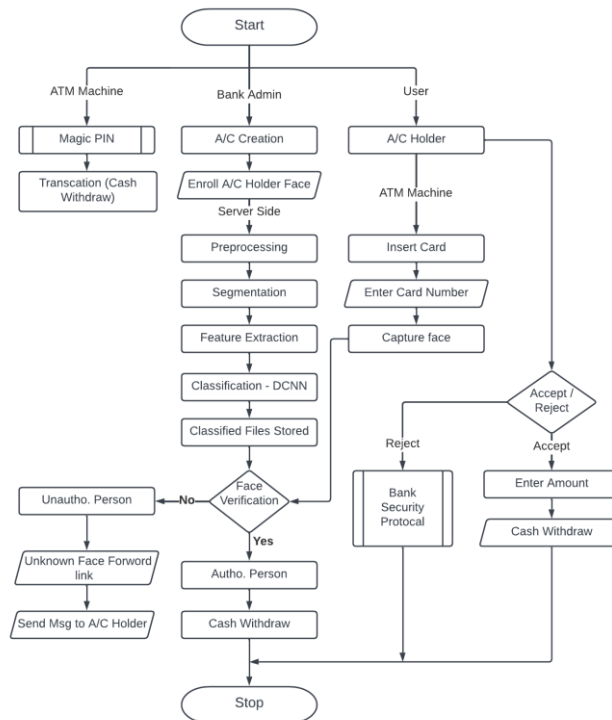 Start
ATM Machine
Bank Admin
User
Magic PIN
A/C Creation
A/C Holder
Transcation (Cash
Withdraw)
Enroll A/C Holder Face
ATM Machine
Server Side
Preprocessing
Insert Card
Segmentation
Enter Card Number
Feature Extraction
Capture face
Classification - DCNN
Accept /
Reject
Classified Files Stored
Reject
Accept
Face
Verification
Unautho. Person
No
Bank
Security
Protocal
Enter Amount
Yes
Cash Withdraw
Unknown Face Forword
link
Autho. Person
Send Msg to A/C Holder
Cash Withdraw
Stop